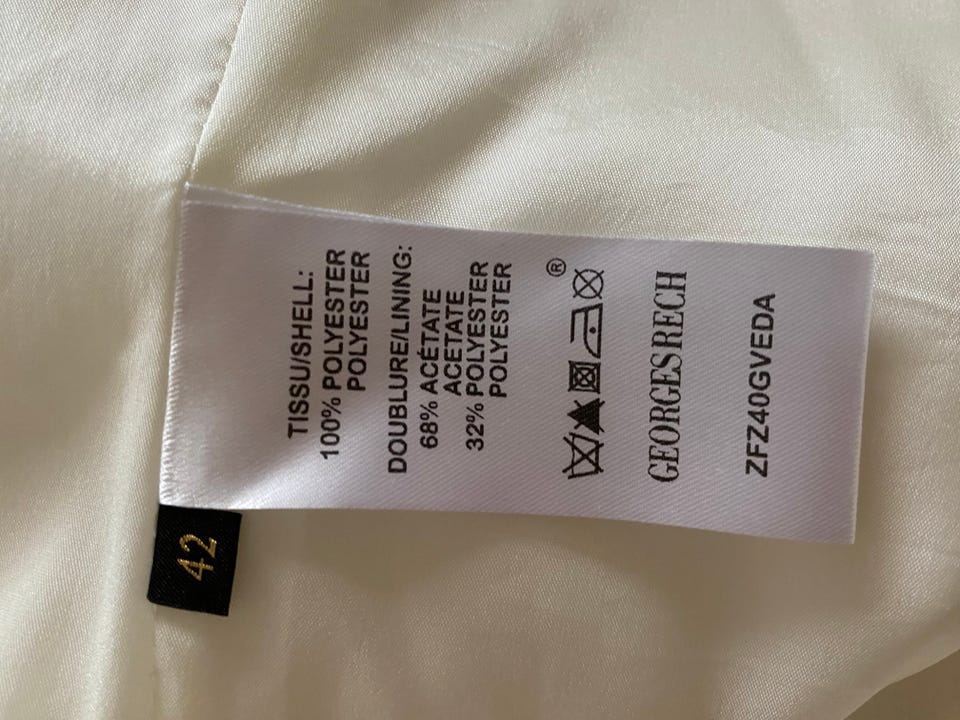 TISSU/SHELL:
100% POLYESTER
POLYESTER
DOUBLURE/LINING:
68% ACÉTATE
ACETATE
32% POLYESTER
POLYESTER
®
GEORGES RECH
ZFZ40GVEDA
42